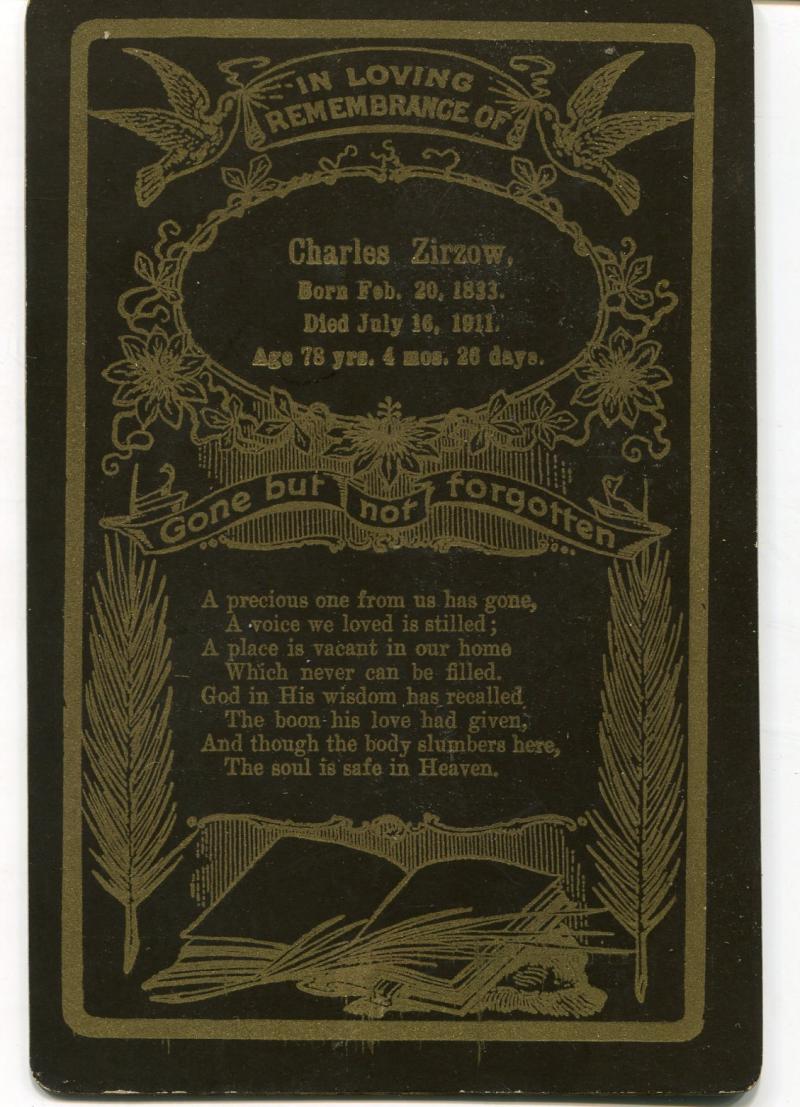 IN LOVING
REMEMBRANCE OF
Charles Zirzow,
Born Feb. 20, 1833.
Died July 16, 1911.
Age 78 yrs. 4 mos. 26 days.
Gone but not forgotten
A precious one from us has gone,
A voice we loved is stilled;
A place is vacant in our home
Which never can be filled.
God in His wisdom has recalled
The boon his love had given,
And though the body slumbers here,
The soul is safe in Heaven.